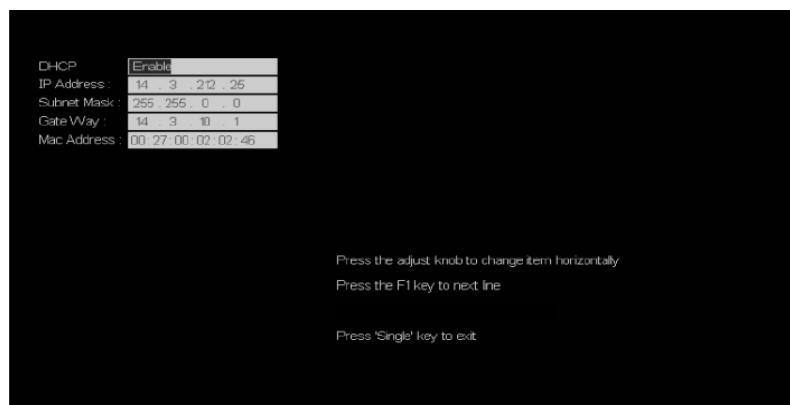 DHCP Enable
IP Address : 14 . 3 . 212 . 25
Subnet Mask : 255 . 255 . 0 . 0
Gate Way : 14 . 3 . 10 . 1
Mac Address : 00 : 27 : 00 : 02 : 02 : 46
Press the adjust knob to change item horizontally
Press the F1 key to next line
Press 'Single' key to exit